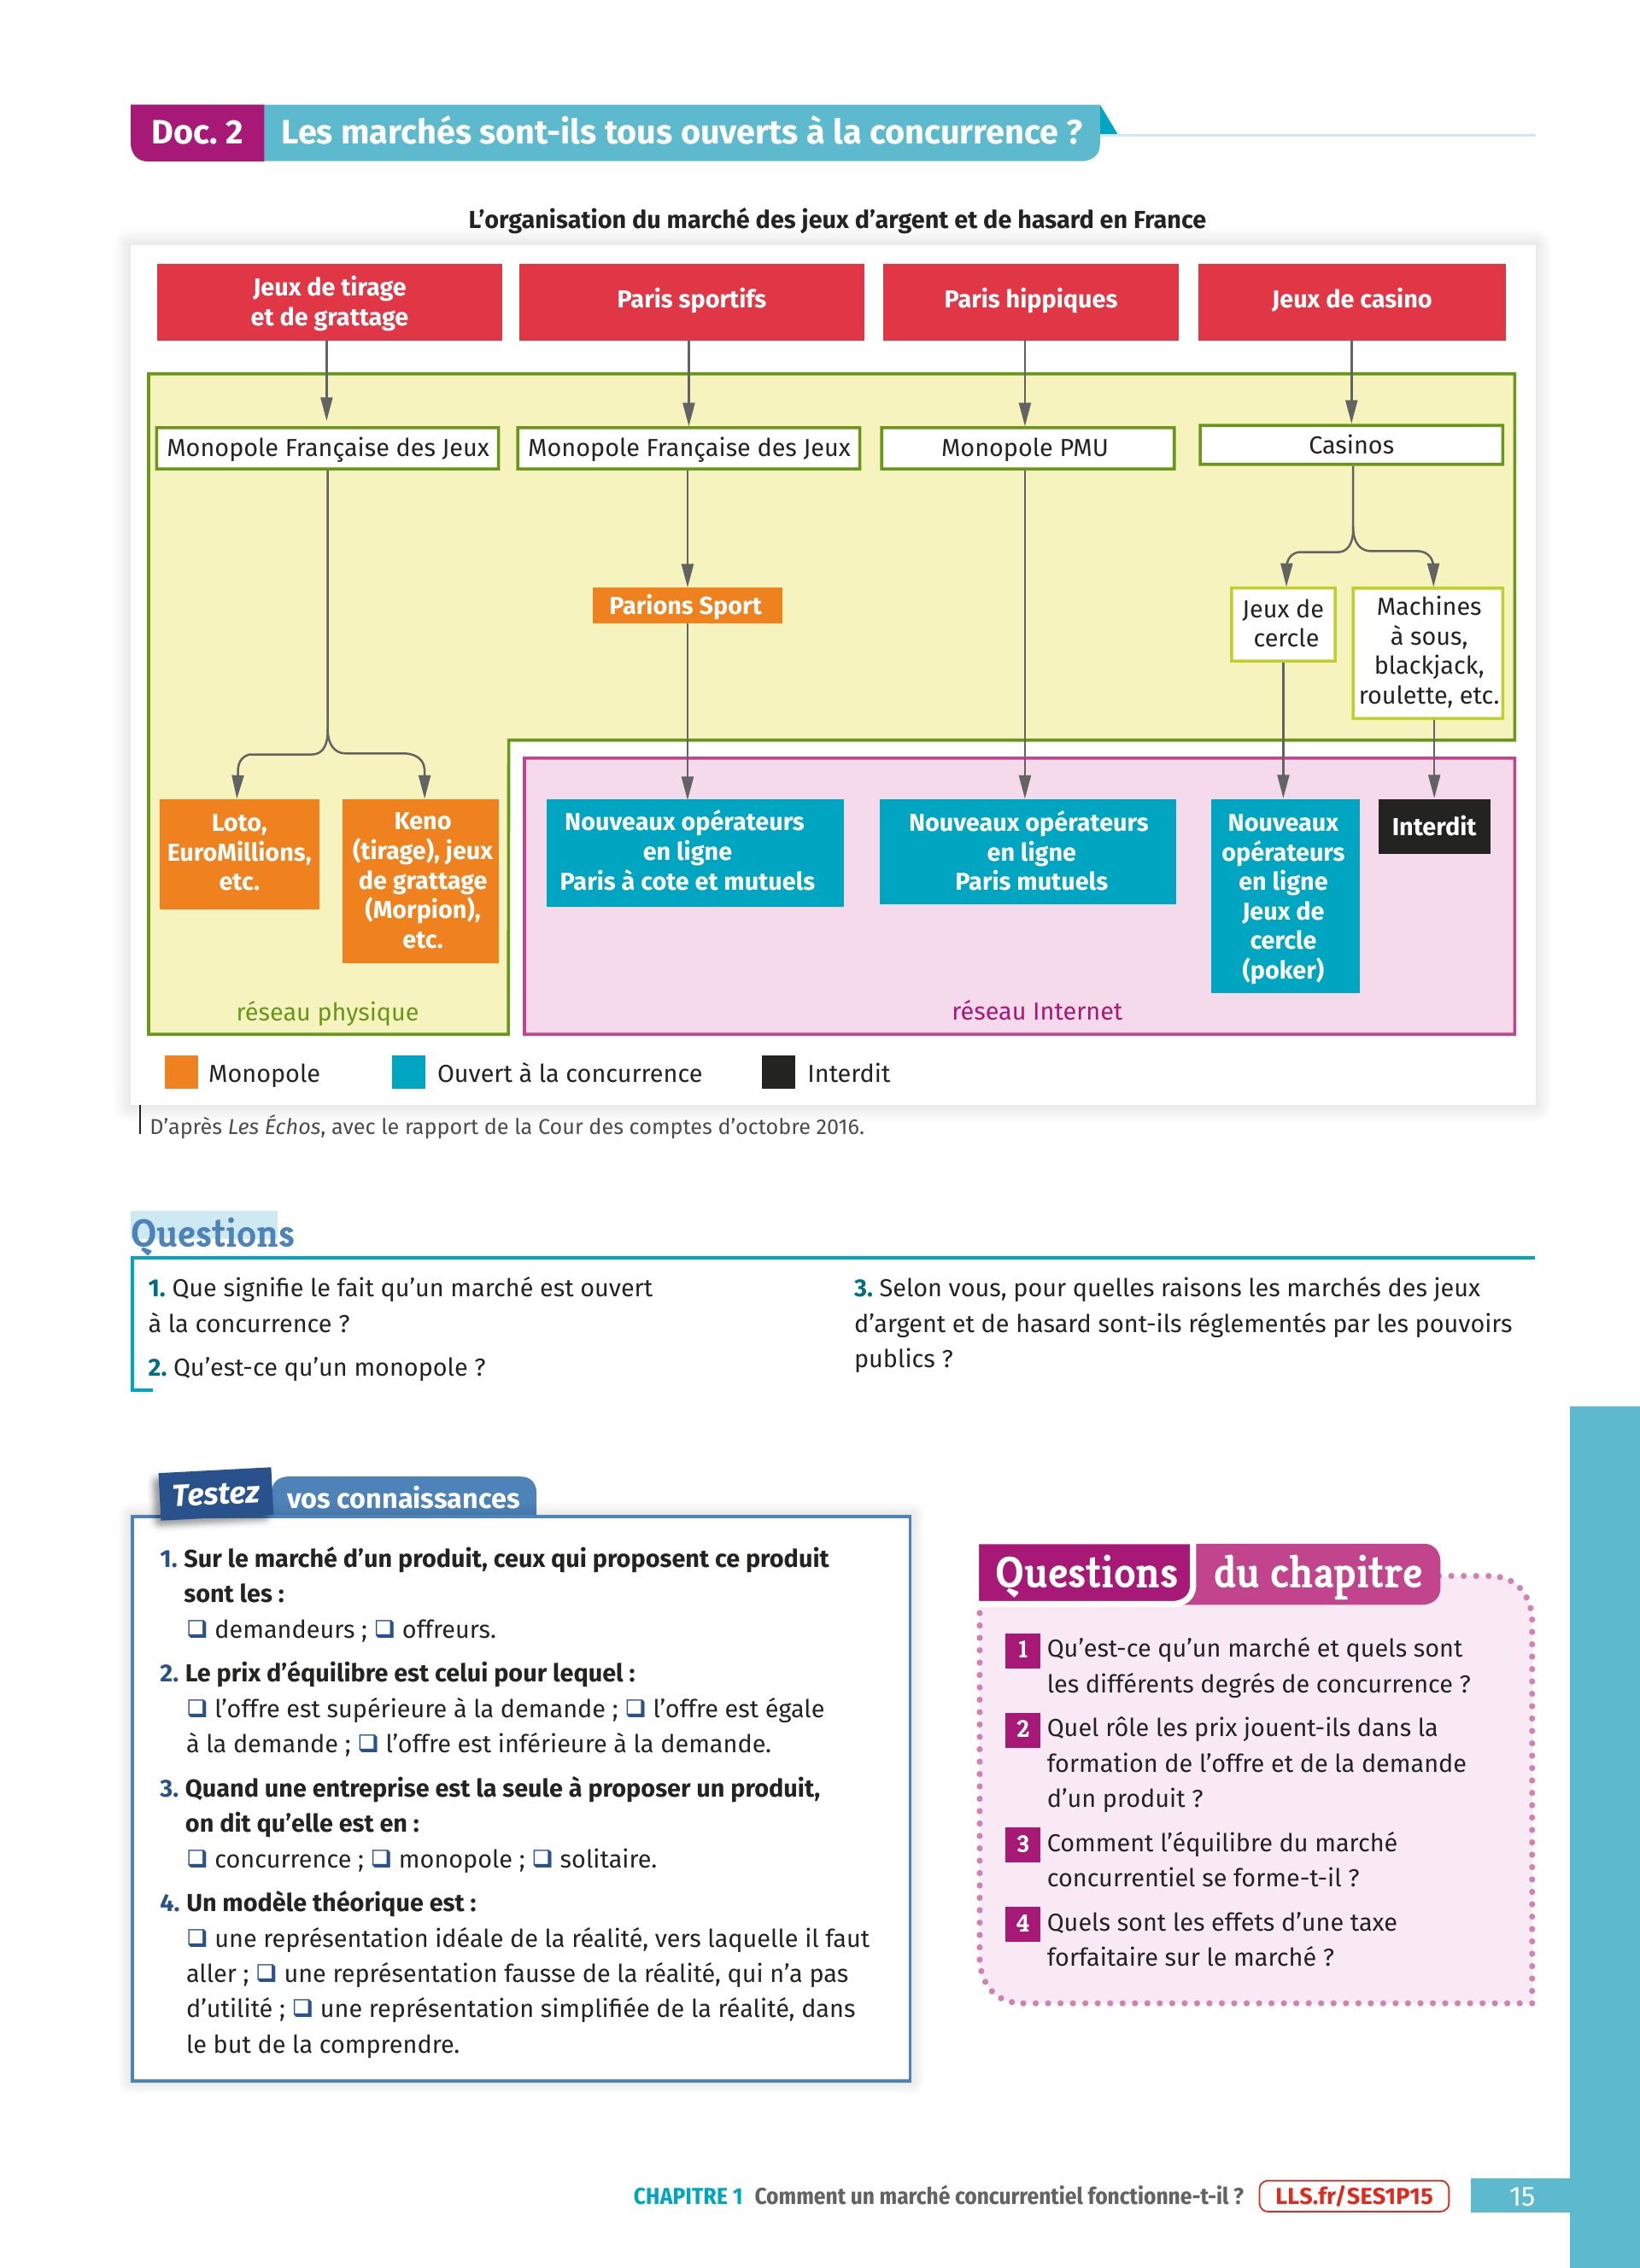 Doc. 2 Les marchés sont-ils tous ouverts à la concurrence ?
L’organisation du marché des jeux d’argent et de hasard en France
Jeux de tirage
et de grattage
Paris sportifs
Paris hippiques
Jeux de casino
Monopole Française des Jeux
Monopole Française des Jeux
Monopole PMU
Casinos
Parions Sport
Jeux de
cercle
Machines
à sous,
blackjack,
roulette, etc.
Loto,
EuroMillions,
etc.
Keno
(tirage), jeux
de grattage
(Morpion),
etc.
Nouveaux opérateurs
en ligne
Paris à cote et mutuels
Nouveaux opérateurs
en ligne
Paris mutuels
Nouveaux
opérateurs
en ligne
Jeux de
cercle
(poker)
Interdit
réseau physique
réseau Internet
Monopole
Ouvert à la concurrence
Interdit
D’après Les Échos, avec le rapport de la Cour des comptes d’octobre 2016.
Questions
1. Que signifie le fait qu’un marché est ouvert
à la concurrence ?
2. Qu’est-ce qu’un monopole ?
3. Selon vous, pour quelles raisons les marchés des jeux
d’argent et de hasard sont-ils réglementés par les pouvoirs
publics ?
Testez vos connaissances
1. Sur le marché d’un produit, ceux qui proposent ce produit
sont les :
❑ demandeurs ; ❑ offreurs.
2. Le prix d’équilibre est celui pour lequel :
❑ l’offre est supérieure à la demande ; ❑ l’offre est égale
à la demande ; ❑ l’offre est inférieure à la demande.
3. Quand une entreprise est la seule à proposer un produit,
on dit qu’elle est en :
❑ concurrence ; ❑ monopole ; ❑ solitaire.
4. Un modèle théorique est :
❑ une représentation idéale de la réalité, vers laquelle il faut
aller ; ❑ une représentation fausse de la réalité, qui n’a pas
d’utilité ; ❑ une représentation simplifiée de la réalité, dans
le but de la comprendre.
Questions du chapitre
1 Qu’est-ce qu’un marché et quels sont
les différents degrés de concurrence ?
2 Quel rôle les prix jouent-ils dans la
formation de l’offre et de la demande
d’un produit ?
3 Comment l’équilibre du marché
concurrentiel se forme-t-il ?
4 Quels sont les effets d’une taxe
forfaitaire sur le marché ?
CHAPITRE 1 Comment un marché concurrentiel fonctionne-t-il ? LLS.fr/SES1P15 15